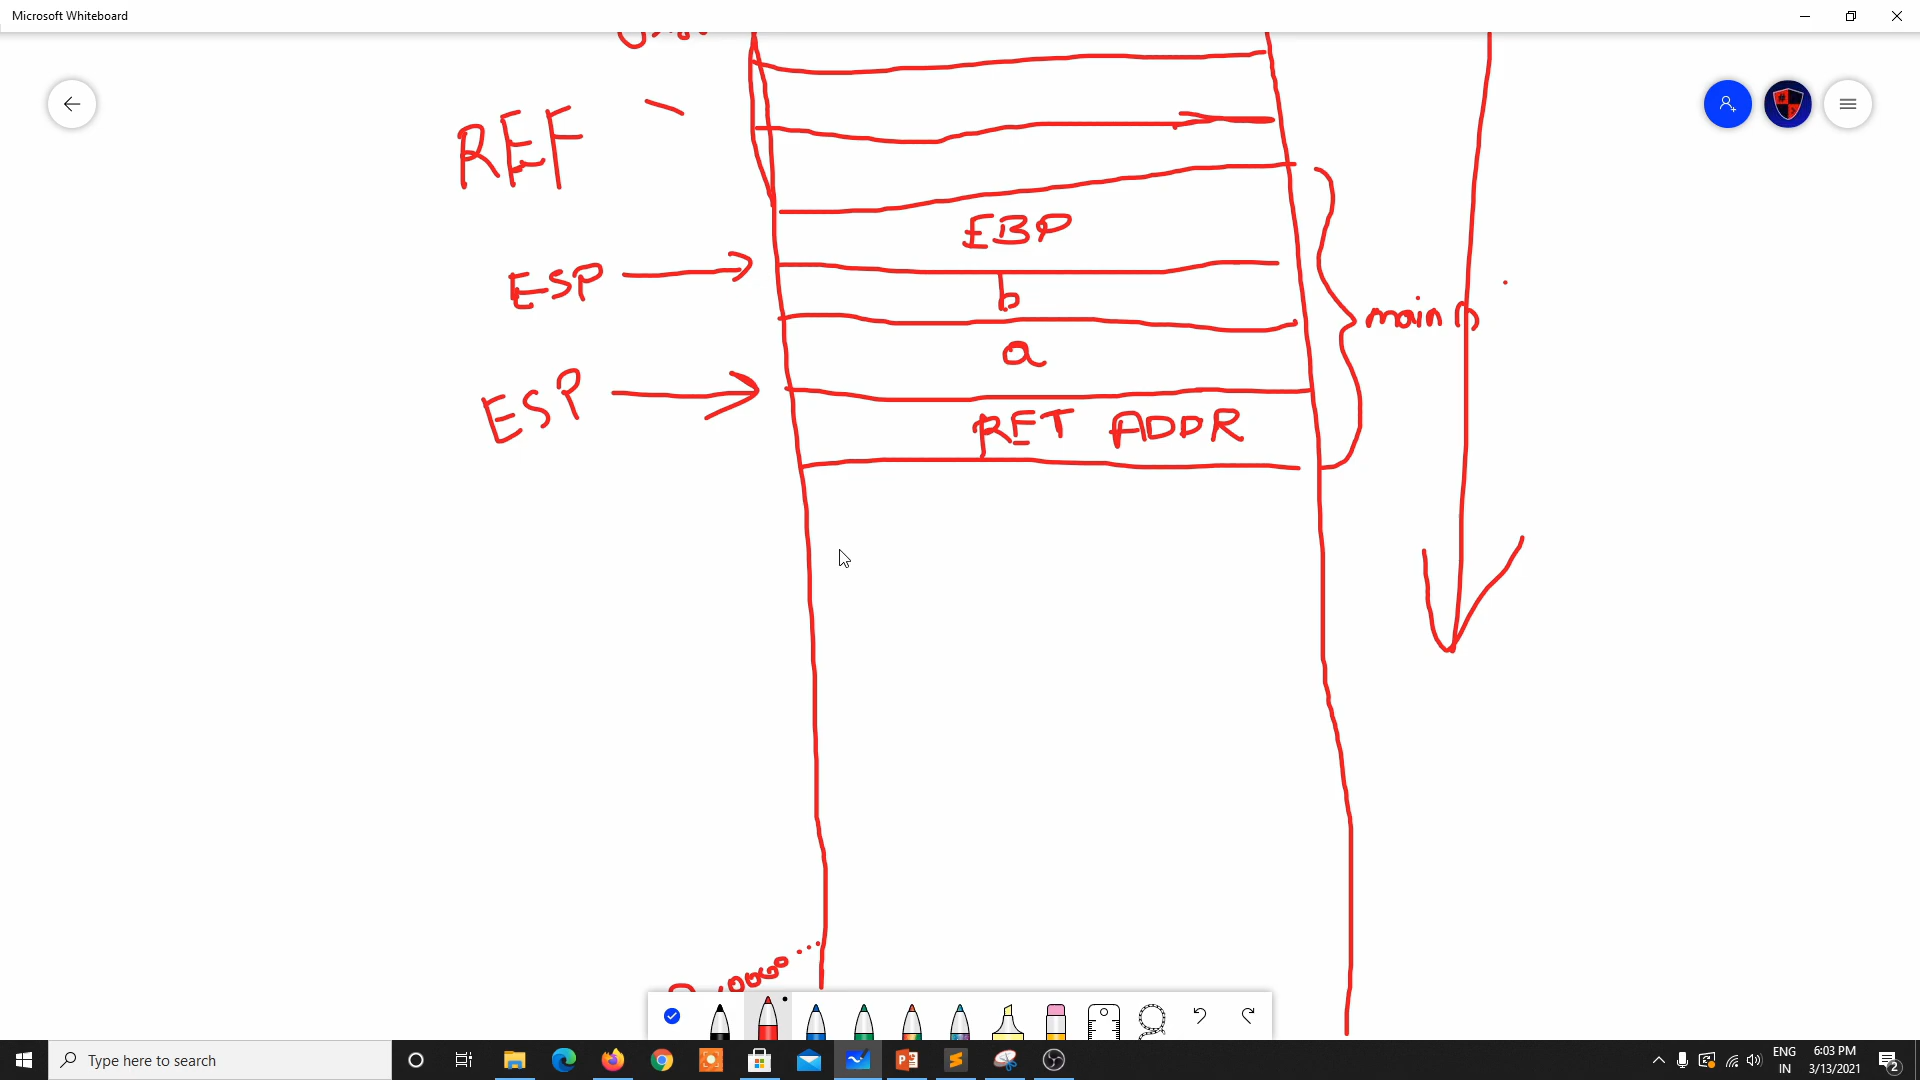 Microsoft Whiteboard
REF
EBP
ESP
b
main()
a
ESP
RET ADDR
Type here to search
ENG
IN
6:03 PM
3/13/2021
2